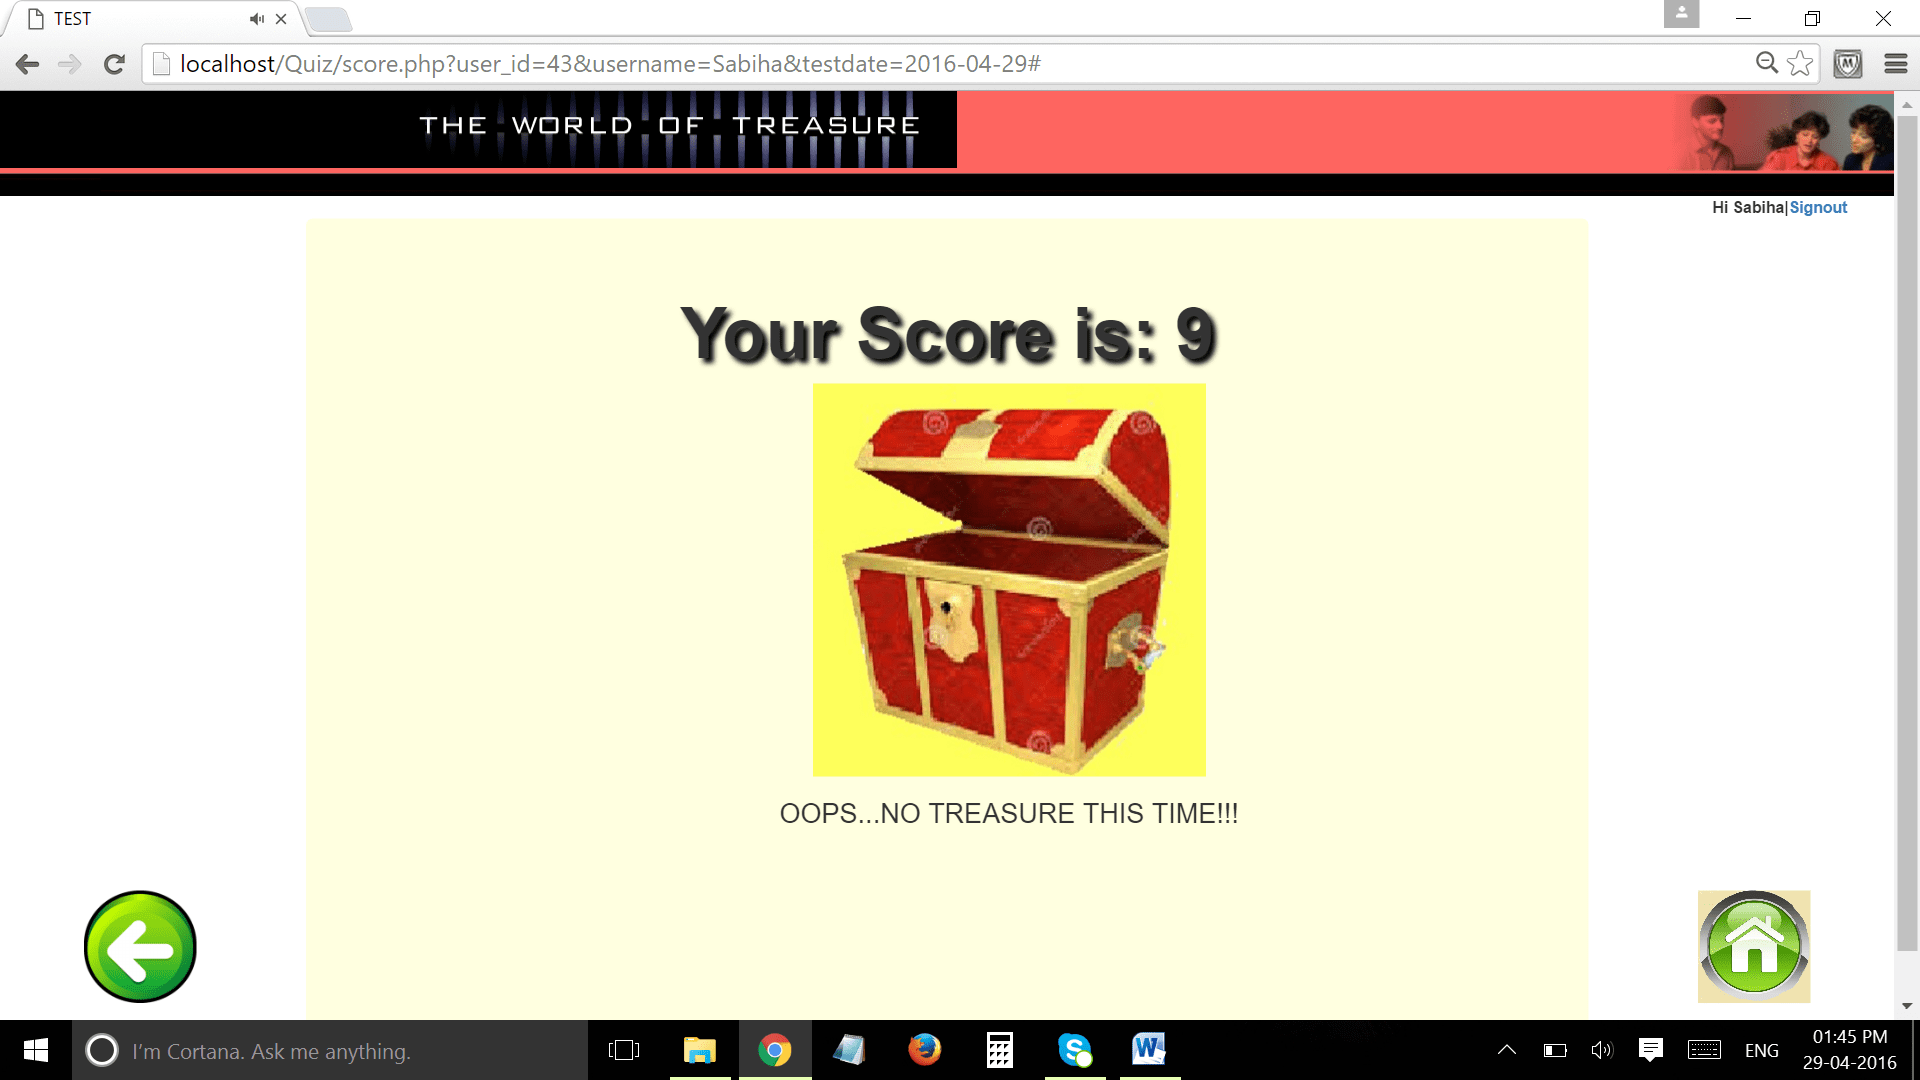 TEST
localhost/Quiz/score.php?user_id=43&username=Sabiha&testdate=2016-04-29#
THE WORLD OF TREASURE
Hi Sabiha|Signout
Your Score is: 9
OOPS...NO TREASURE THIS TIME!!!
I'm Cortana. Ask me anything.
ENG
01:45 PM
29-04-2016